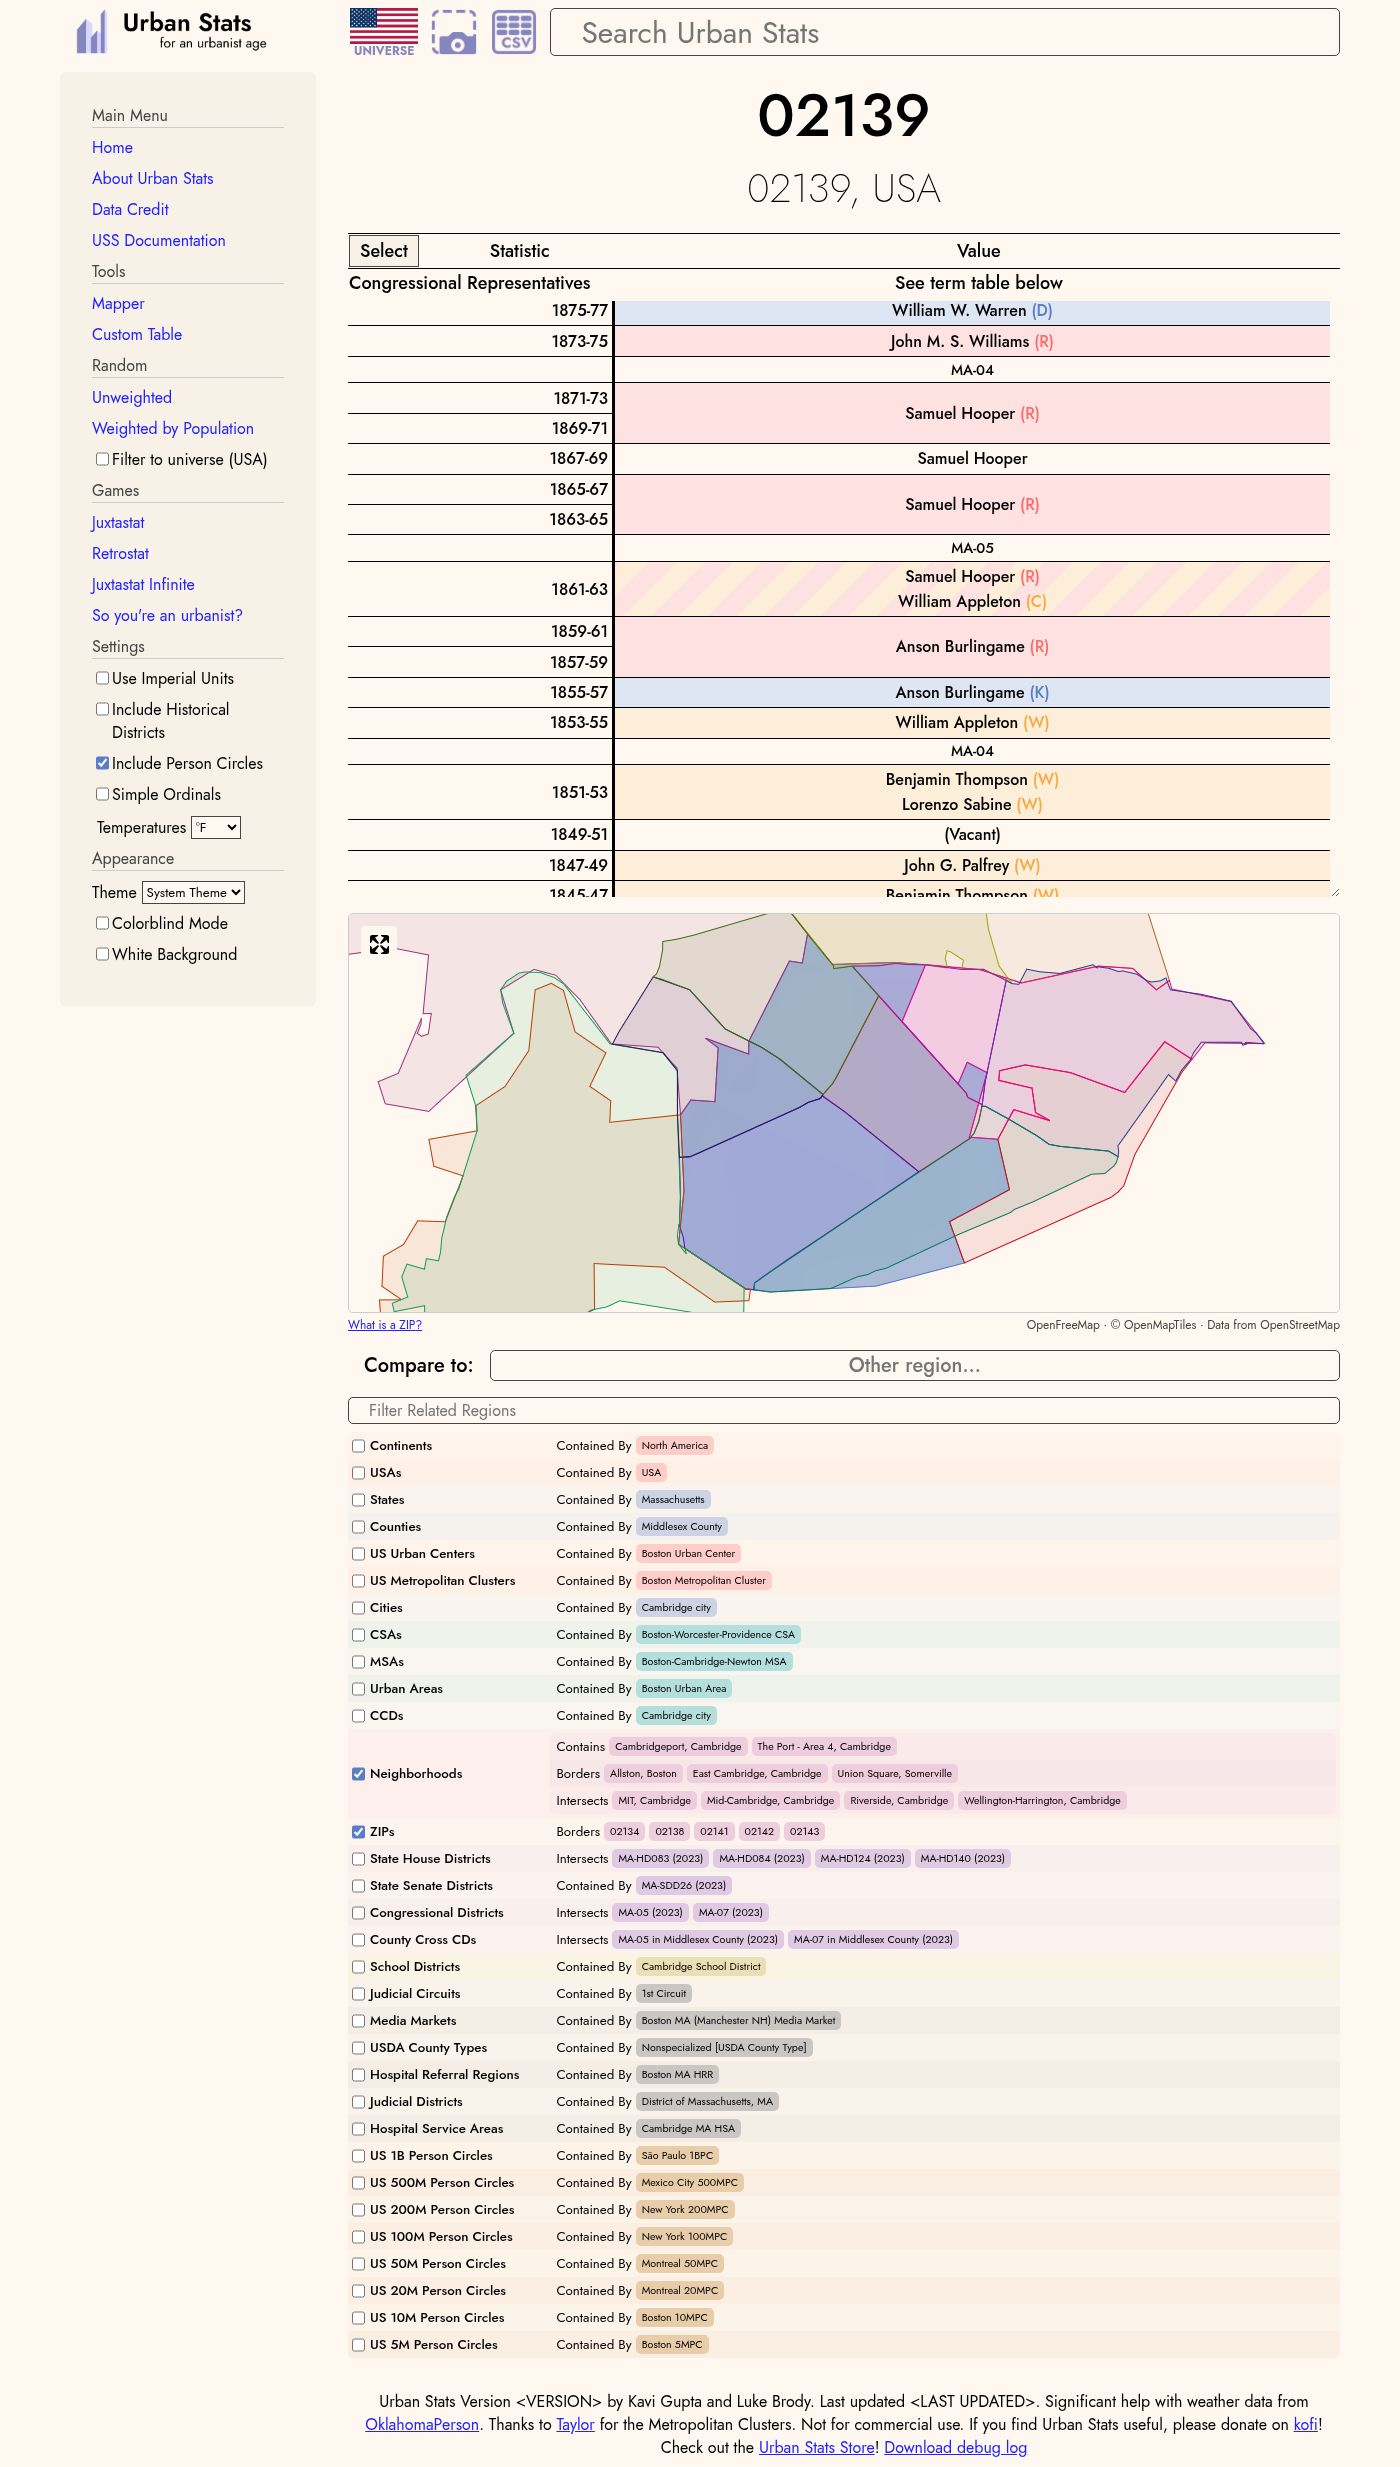 Urban Stats
for an urbanist age
UNIVERSE
CSV
Search Urban Stats
Main Menu
Home
About Urban Stats
Data Credit
USS Documentation
Tools
Mapper
Custom Table
Random
Unweighted
Weighted by Population
Filter to universe (USA)
Games
Juxtastat
Retrostat
Juxtastat Infinite
So you're an urbanist?
Settings
Use Imperial Units
Include Historical
Districts
Include Person Circles
Simple Ordinals
Temperatures °F
Appearance
Theme System Theme
Colorblind Mode
White Background
02139
02139, USA
Select Statistic Value
Congressional Representatives See term table below
1875-77 William W. Warren (D)
1873-75 John M. S. Williams (R)
MA-04
1871-73
Samuel Hooper (R)
1869-71
1867-69 Samuel Hooper
1865-67
Samuel Hooper (R)
1863-65
MA-05
1861-63 Samuel Hooper (R)
William Appleton (C)
1859-61
Anson Burlingame (R)
1857-59
1855-57 Anson Burlingame (K)
1853-55 William Appleton (W)
MA-04
1851-53 Benjamin Thompson (W)
Lorenzo Sabine (W)
1849-51 (Vacant)
1847-49 John G. Palfrey (W)
1845-47 Benjamin Thompson (W)
What is a ZIP?
OpenFreeMap · © OpenMapTiles · Data from OpenStreetMap
Compare to: Other region...
Filter Related Regions
Continents Contained By North America
USAs Contained By USA
States Contained By Massachusetts
Counties Contained By Middlesex County
US Urban Centers Contained By Boston Urban Center
US Metropolitan Clusters Contained By Boston Metropolitan Cluster
Cities Contained By Cambridge city
CSAs Contained By Boston-Worcester-Providence CSA
MSAs Contained By Boston-Cambridge-Newton MSA
Urban Areas Contained By Boston Urban Area
CCDs Contained By Cambridge city
Neighborhoods
Contains Cambridgeport, Cambridge The Port - Area 4, Cambridge
Borders Allston, Boston East Cambridge, Cambridge Union Square, Somerville
Intersects MIT, Cambridge Mid-Cambridge, Cambridge Riverside, Cambridge Wellington-Harrington, Cambridge
ZIPs Borders 02134 02138 02141 02142 02143
State House Districts Intersects MA-HD083 (2023) MA-HD084 (2023) MA-HD124 (2023) MA-HD140 (2023)
State Senate Districts Contained By MA-SDD26 (2023)
Congressional Districts Intersects MA-05 (2023) MA-07 (2023)
County Cross CDs Intersects MA-05 in Middlesex County (2023) MA-07 in Middlesex County (2023)
School Districts Contained By Cambridge School District
Judicial Circuits Contained By 1st Circuit
Media Markets Contained By Boston MA (Manchester NH) Media Market
USDA County Types Contained By Nonspecialized [USDA County Type]
Hospital Referral Regions Contained By Boston MA HRR
Judicial Districts Contained By District of Massachusetts, MA
Hospital Service Areas Contained By Cambridge MA HSA
US 1B Person Circles Contained By São Paulo 1BPC
US 500M Person Circles Contained By Mexico City 500MPC
US 200M Person Circles Contained By New York 200MPC
US 100M Person Circles Contained By New York 100MPC
US 50M Person Circles Contained By Montreal 50MPC
US 20M Person Circles Contained By Montreal 20MPC
US 10M Person Circles Contained By Boston 10MPC
US 5M Person Circles Contained By Boston 5MPC
Urban Stats Version <VERSION> by Kavi Gupta and Luke Brody. Last updated <LAST UPDATED>. Significant help with weather data from
OklahomaPerson. Thanks to Taylor for the Metropolitan Clusters. Not for commercial use. If you find Urban Stats useful, please donate on kofi!
Check out the Urban Stats Store! Download debug log